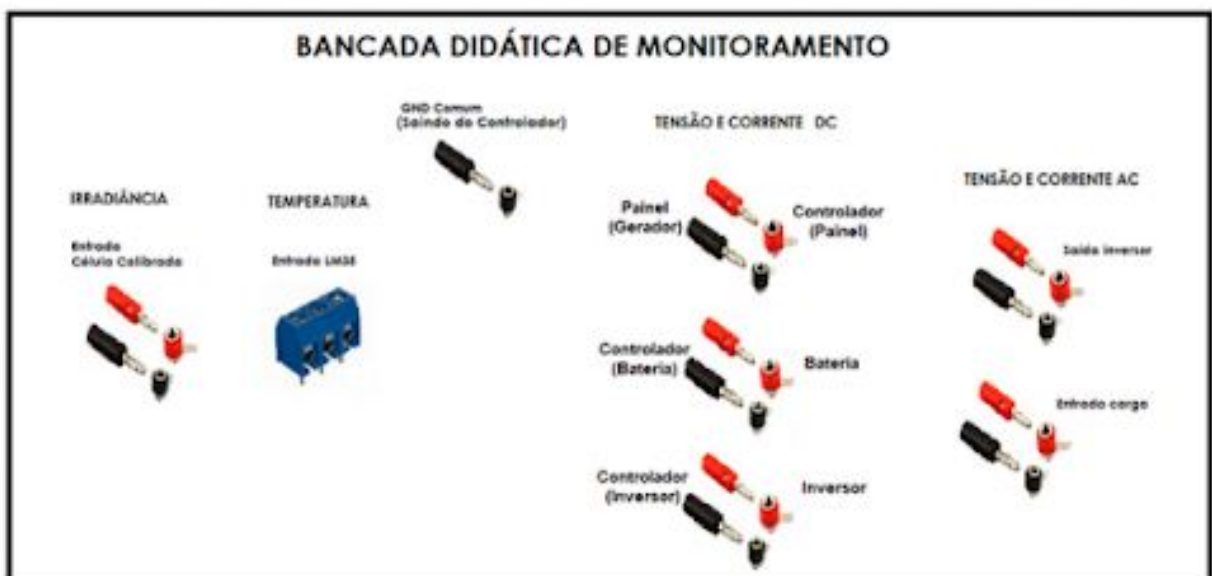 BANCADA DIDÁTICA DE MONITORAMENTO
GND Comum
(Saindo do Controlador)
TENSÃO E CORRENTE DC
TENSÃO E CORRENTE AC
IRRADIÂNCIA
TEMPERATURA
Painel
(Gerador)
Controlador
(Painel)
Entrada
Célula Calibrada
Entrada LM35
Saída inversor
Controlador
(Bateria)
Bateria
Entrada carga
Controlador
(Inversor)
Inversor